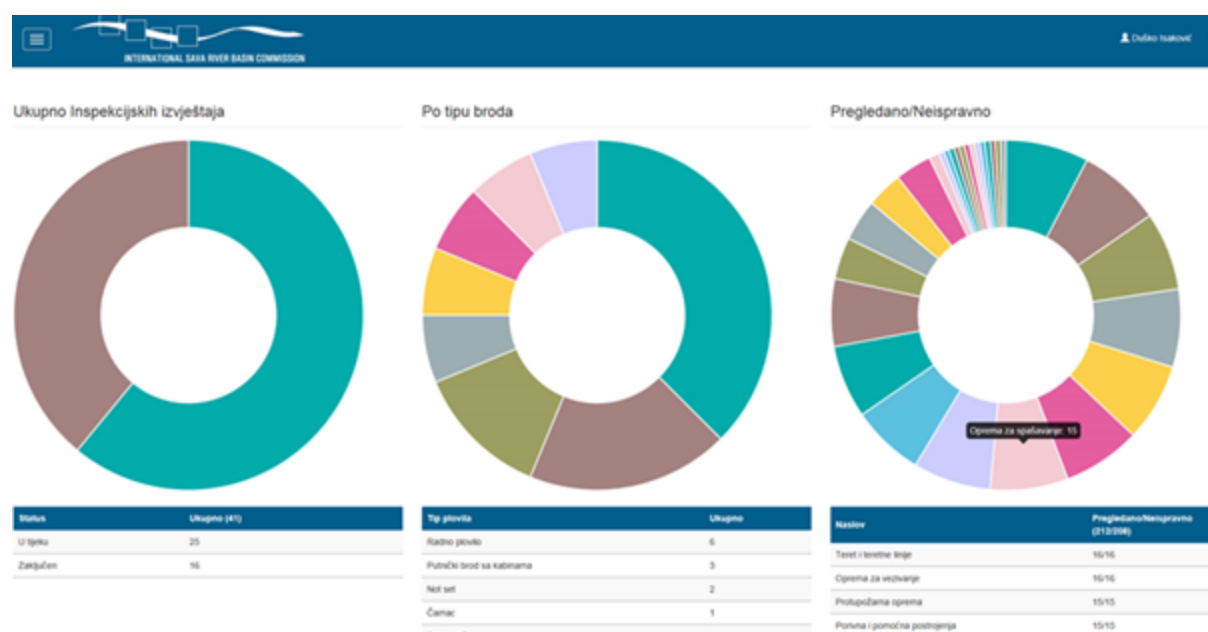 INTERNATIONAL SAVA RIVER BASIN COMMISSION
Duško Isaković
Ukupno Inspekcijskih izvještaja
Po tipu broda
Pregledano/Neispravno
Oprema za spašavanje: 15
Status Ukupno (41)
U tijeku 25
Zaključen 16
Tip plovila Ukupno
Radno plovilo 6
Putnički brod sa kabinama 3
Not set 2
Čamac 1
Naslov Pregledano/Neispravno
(212/208)
Teret i teretne linije 16/16
Oprema za vezivanje 16/16
Protupožarna oprema 15/15
Porivna i pomoćna postrojenja 15/15